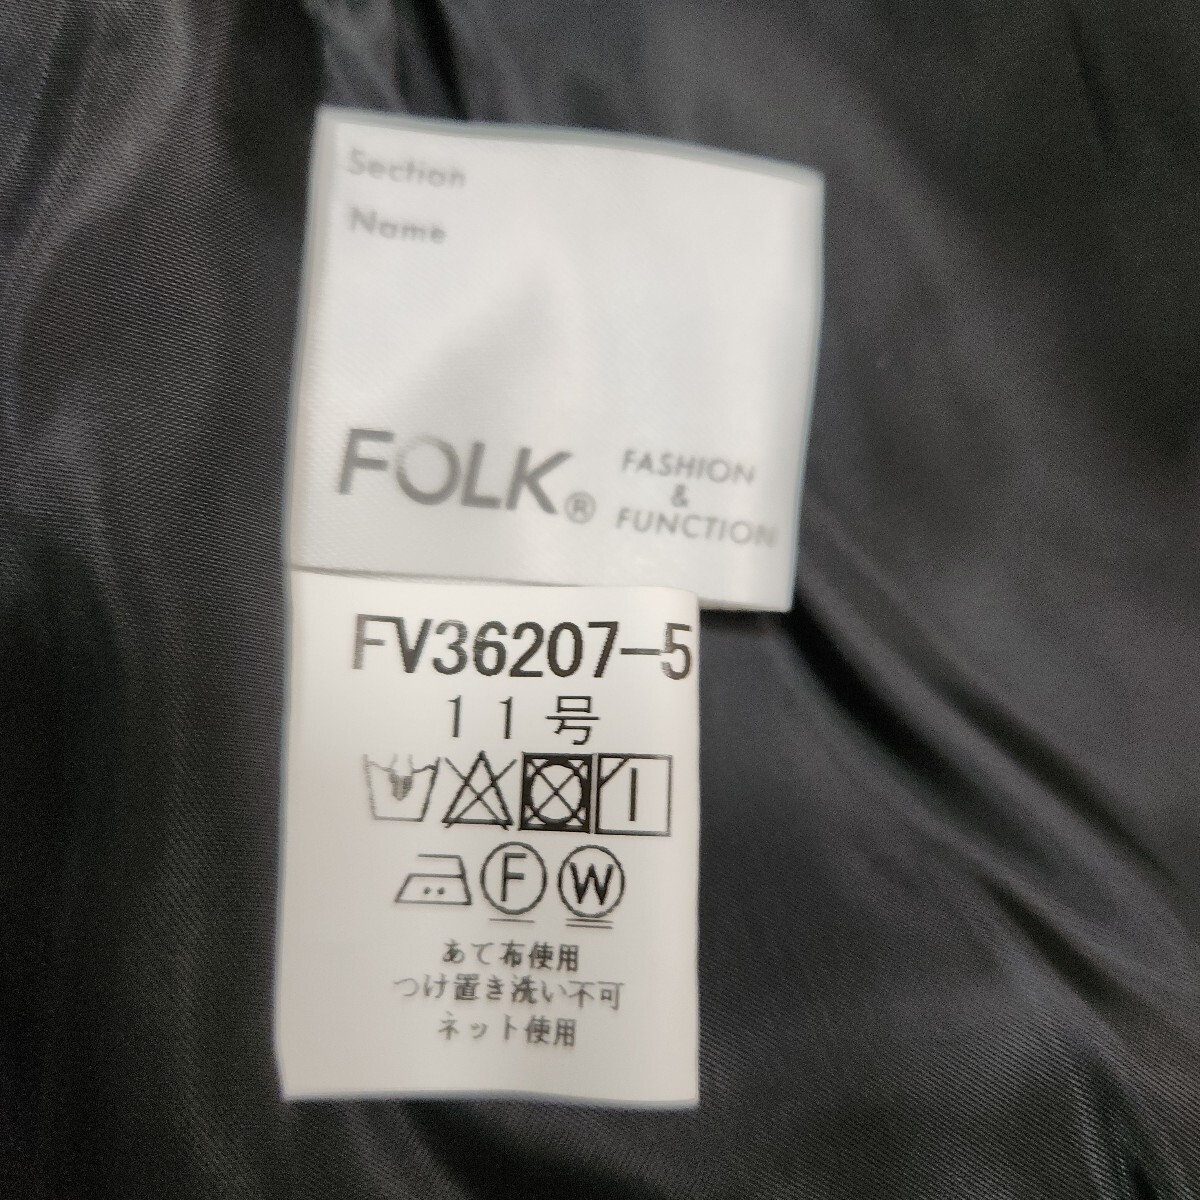 Section
Name
FOLK® FASHION & FUNCTION
FV36207-5
11号
F W
あて布使用
つけ置き洗い不可
ネット使用